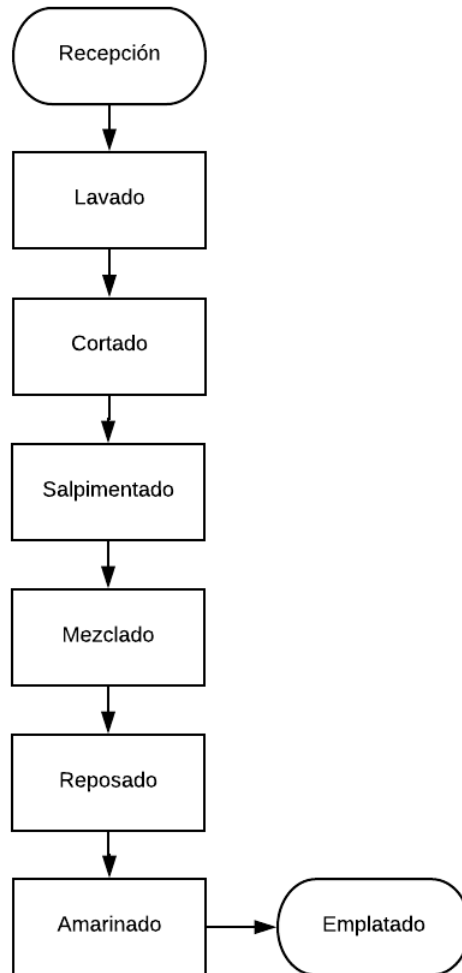 Recepción
Lavado
Cortado
Salpimentado
Mezclado
Reposado
Amarinado
Emplatado